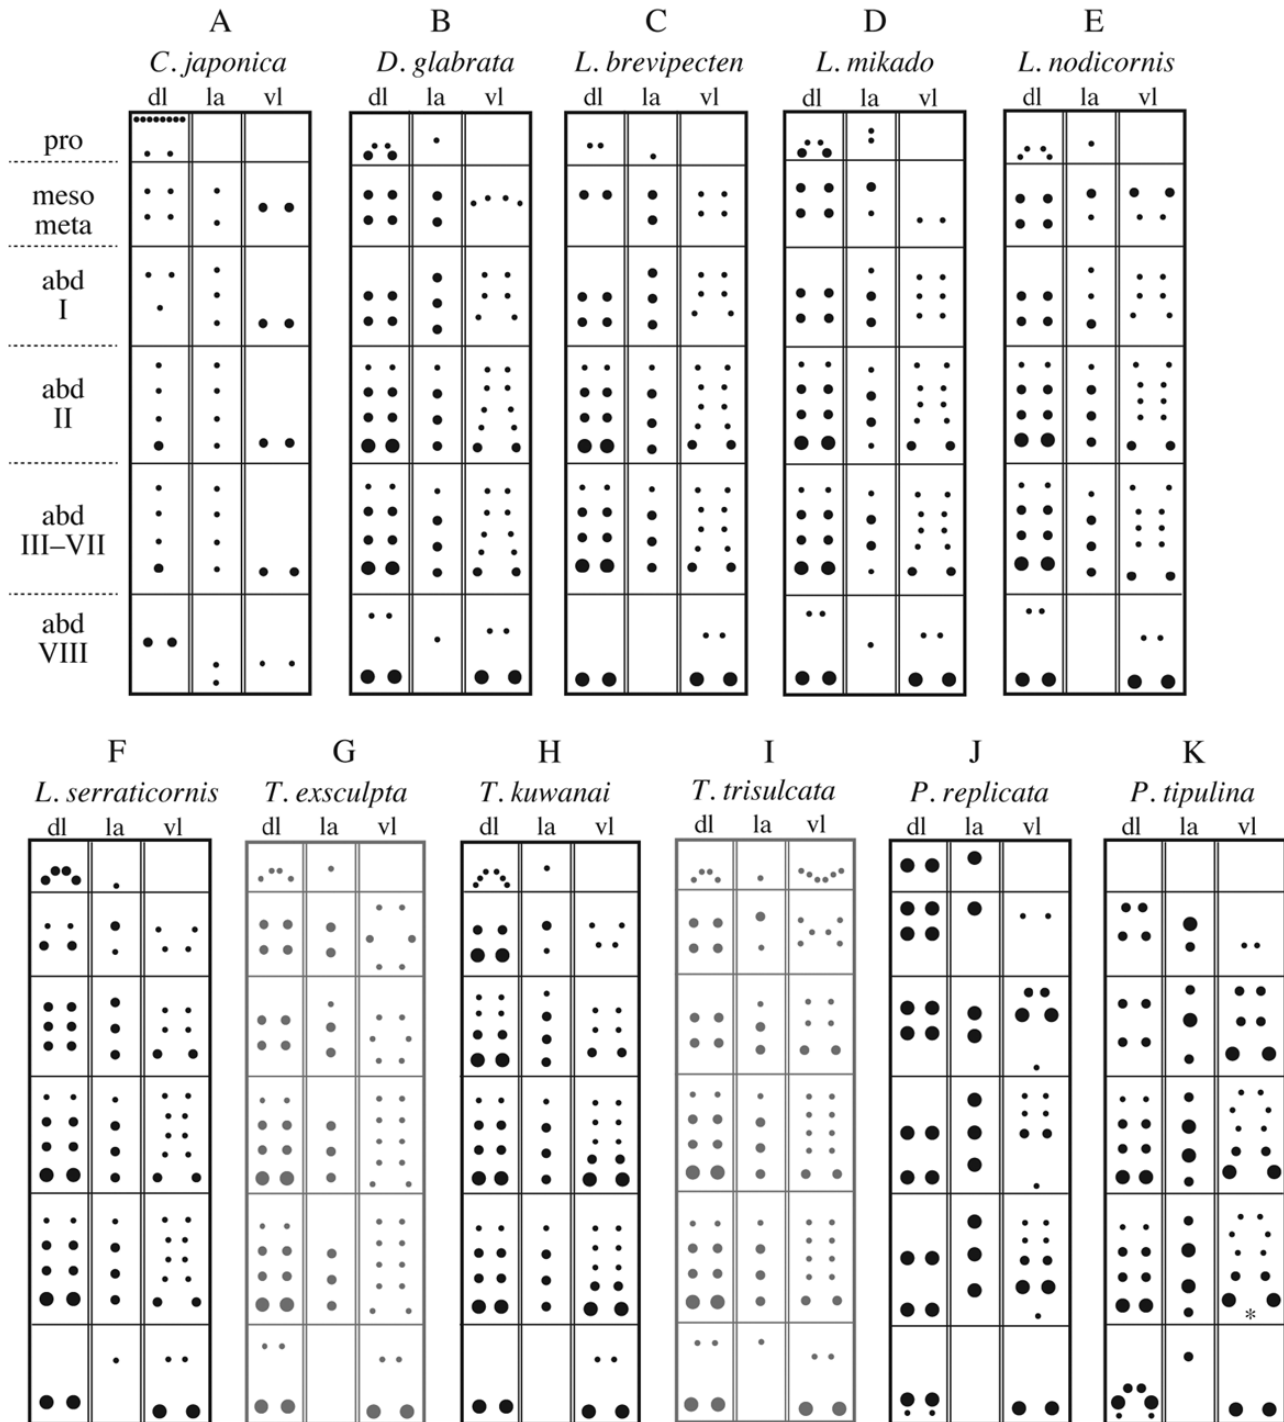 A B C D E
C. japonica D. glabrata L. brevipecten L. mikado L. nodicornis
dl la vl dl la vl dl la vl dl la vl dl la vl
pro
meso
meta
abd
I
abd
II
abd
III–VII
abd
VIII
F G H I J K
L. serraticornis T. exsculpta T. kuwanai T. trisulcata P. replicata P. tipulina
dl la vl dl la vl dl la vl dl la vl dl la vl dl la vl
*